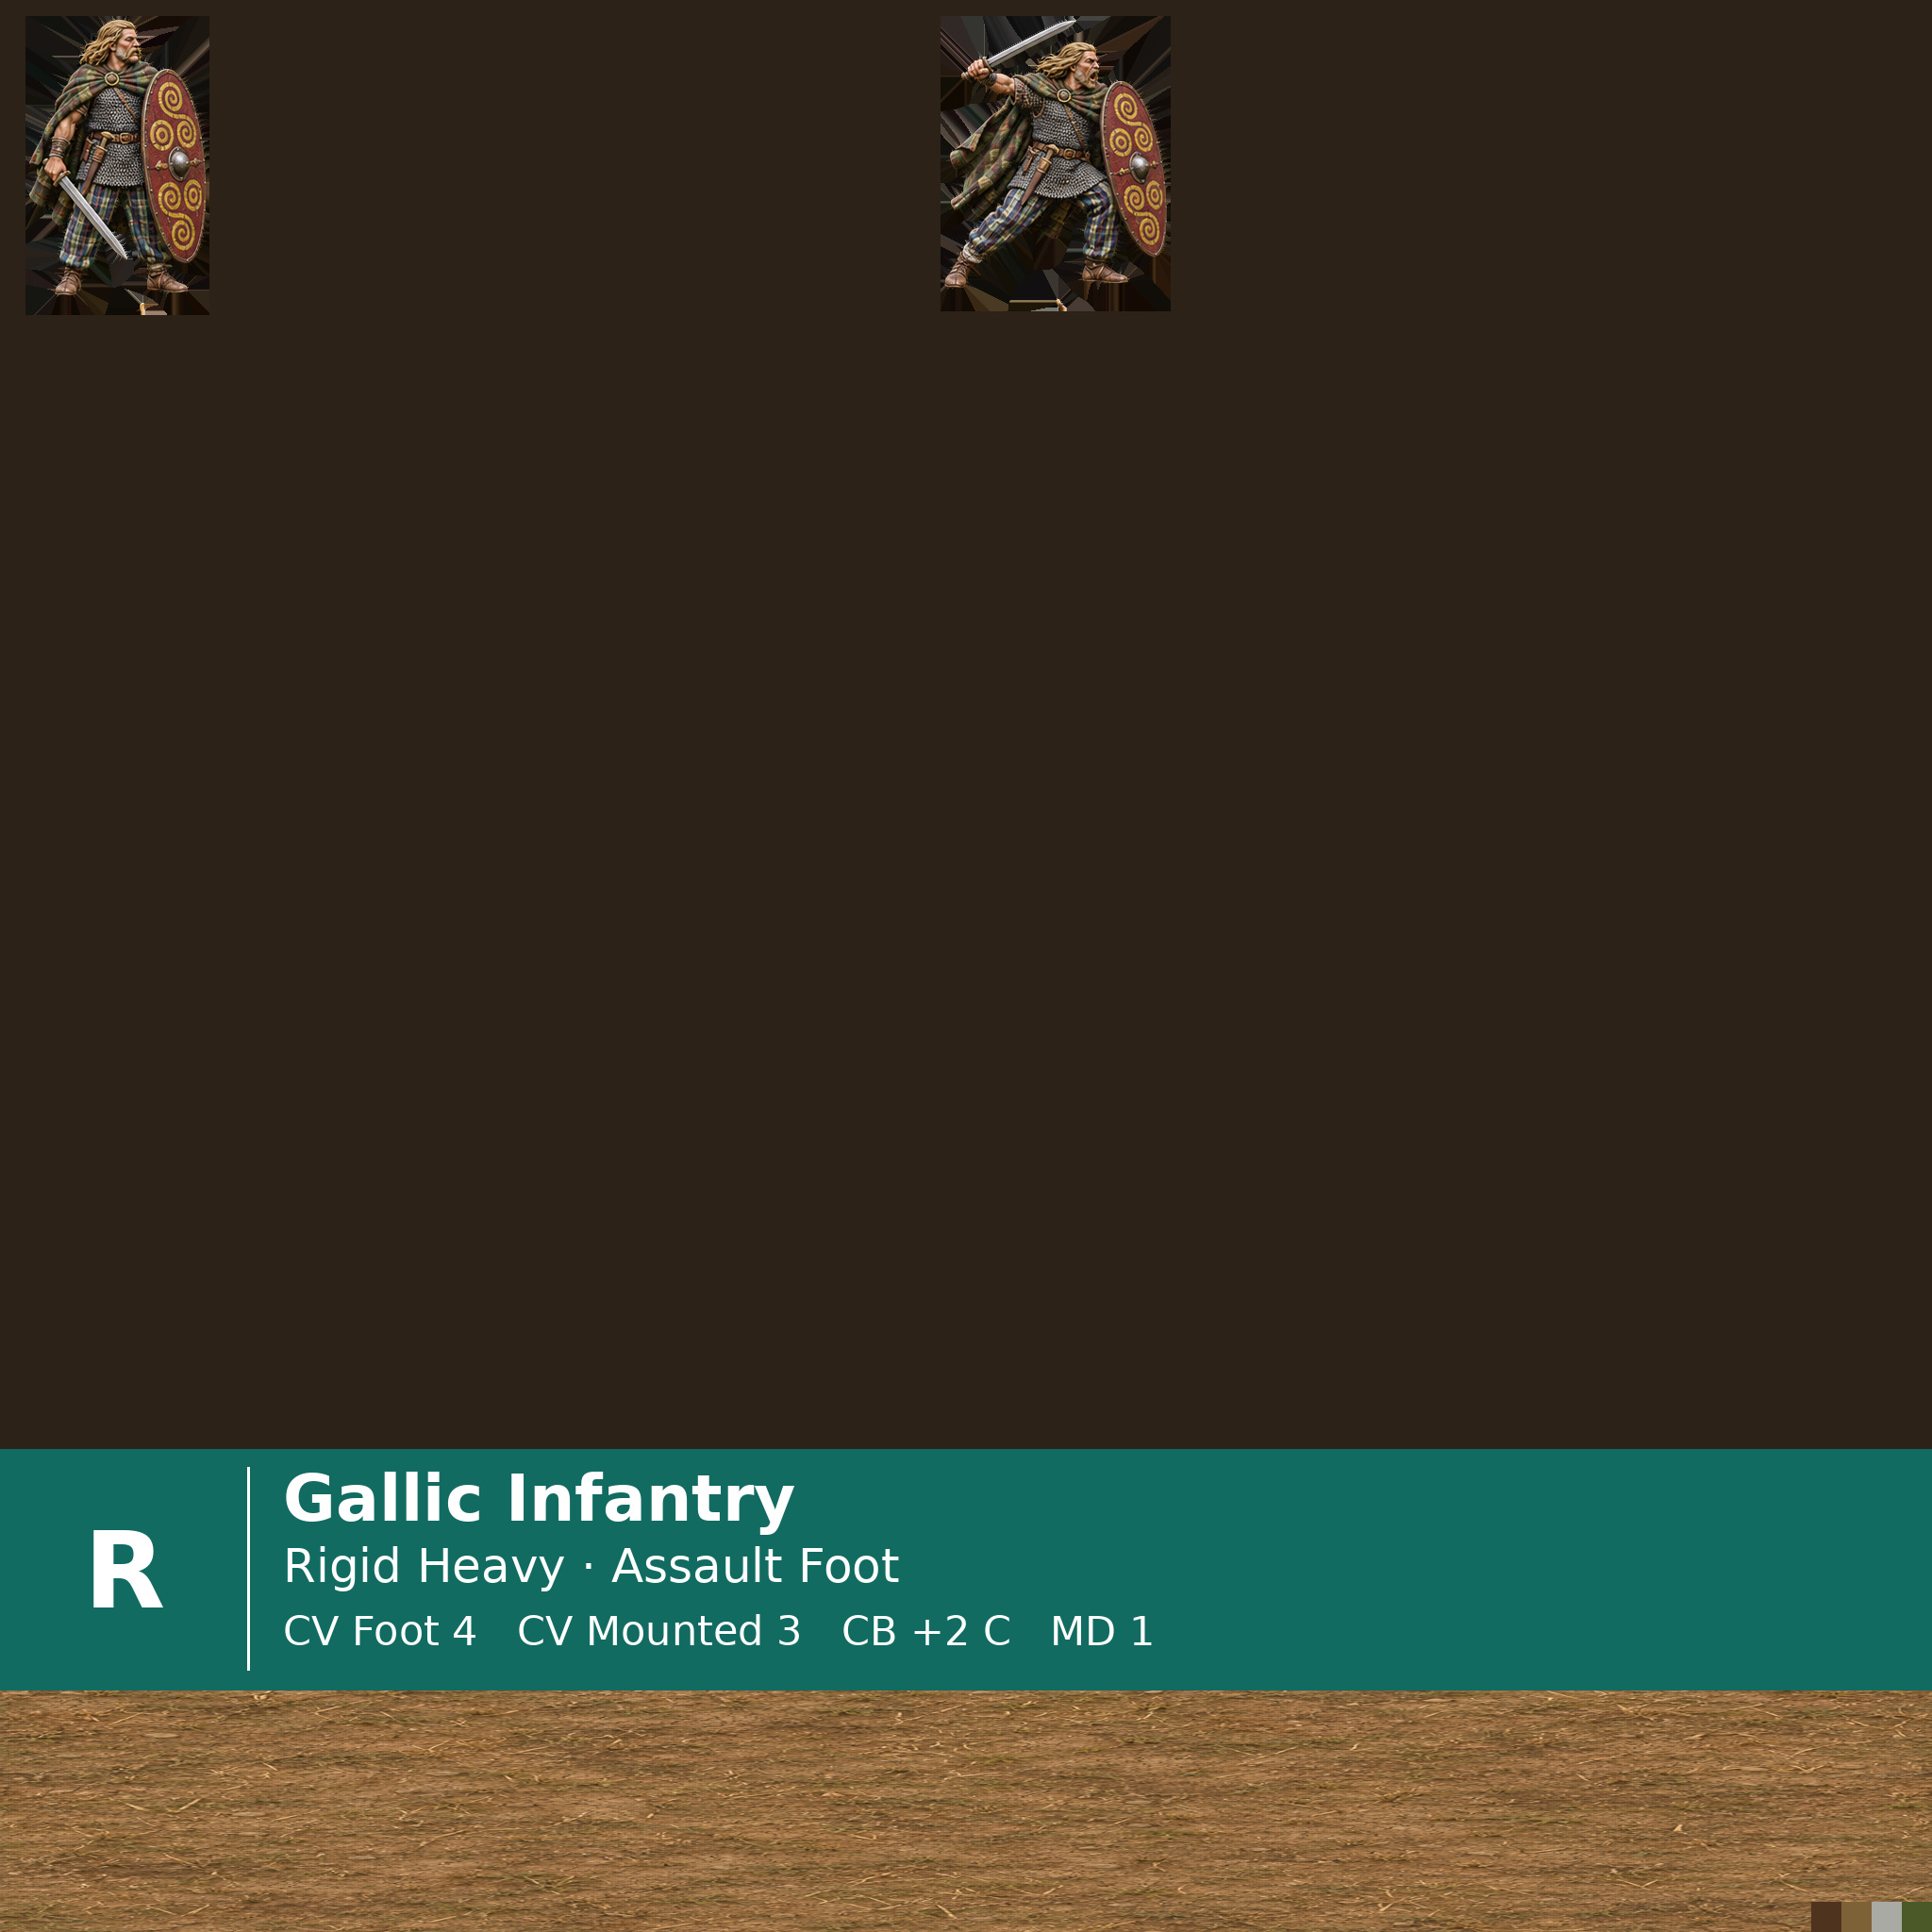 R
Gallic Infantry
Rigid Heavy · Assault Foot
CV Foot 4 CV Mounted 3 CB +2 C MD 1